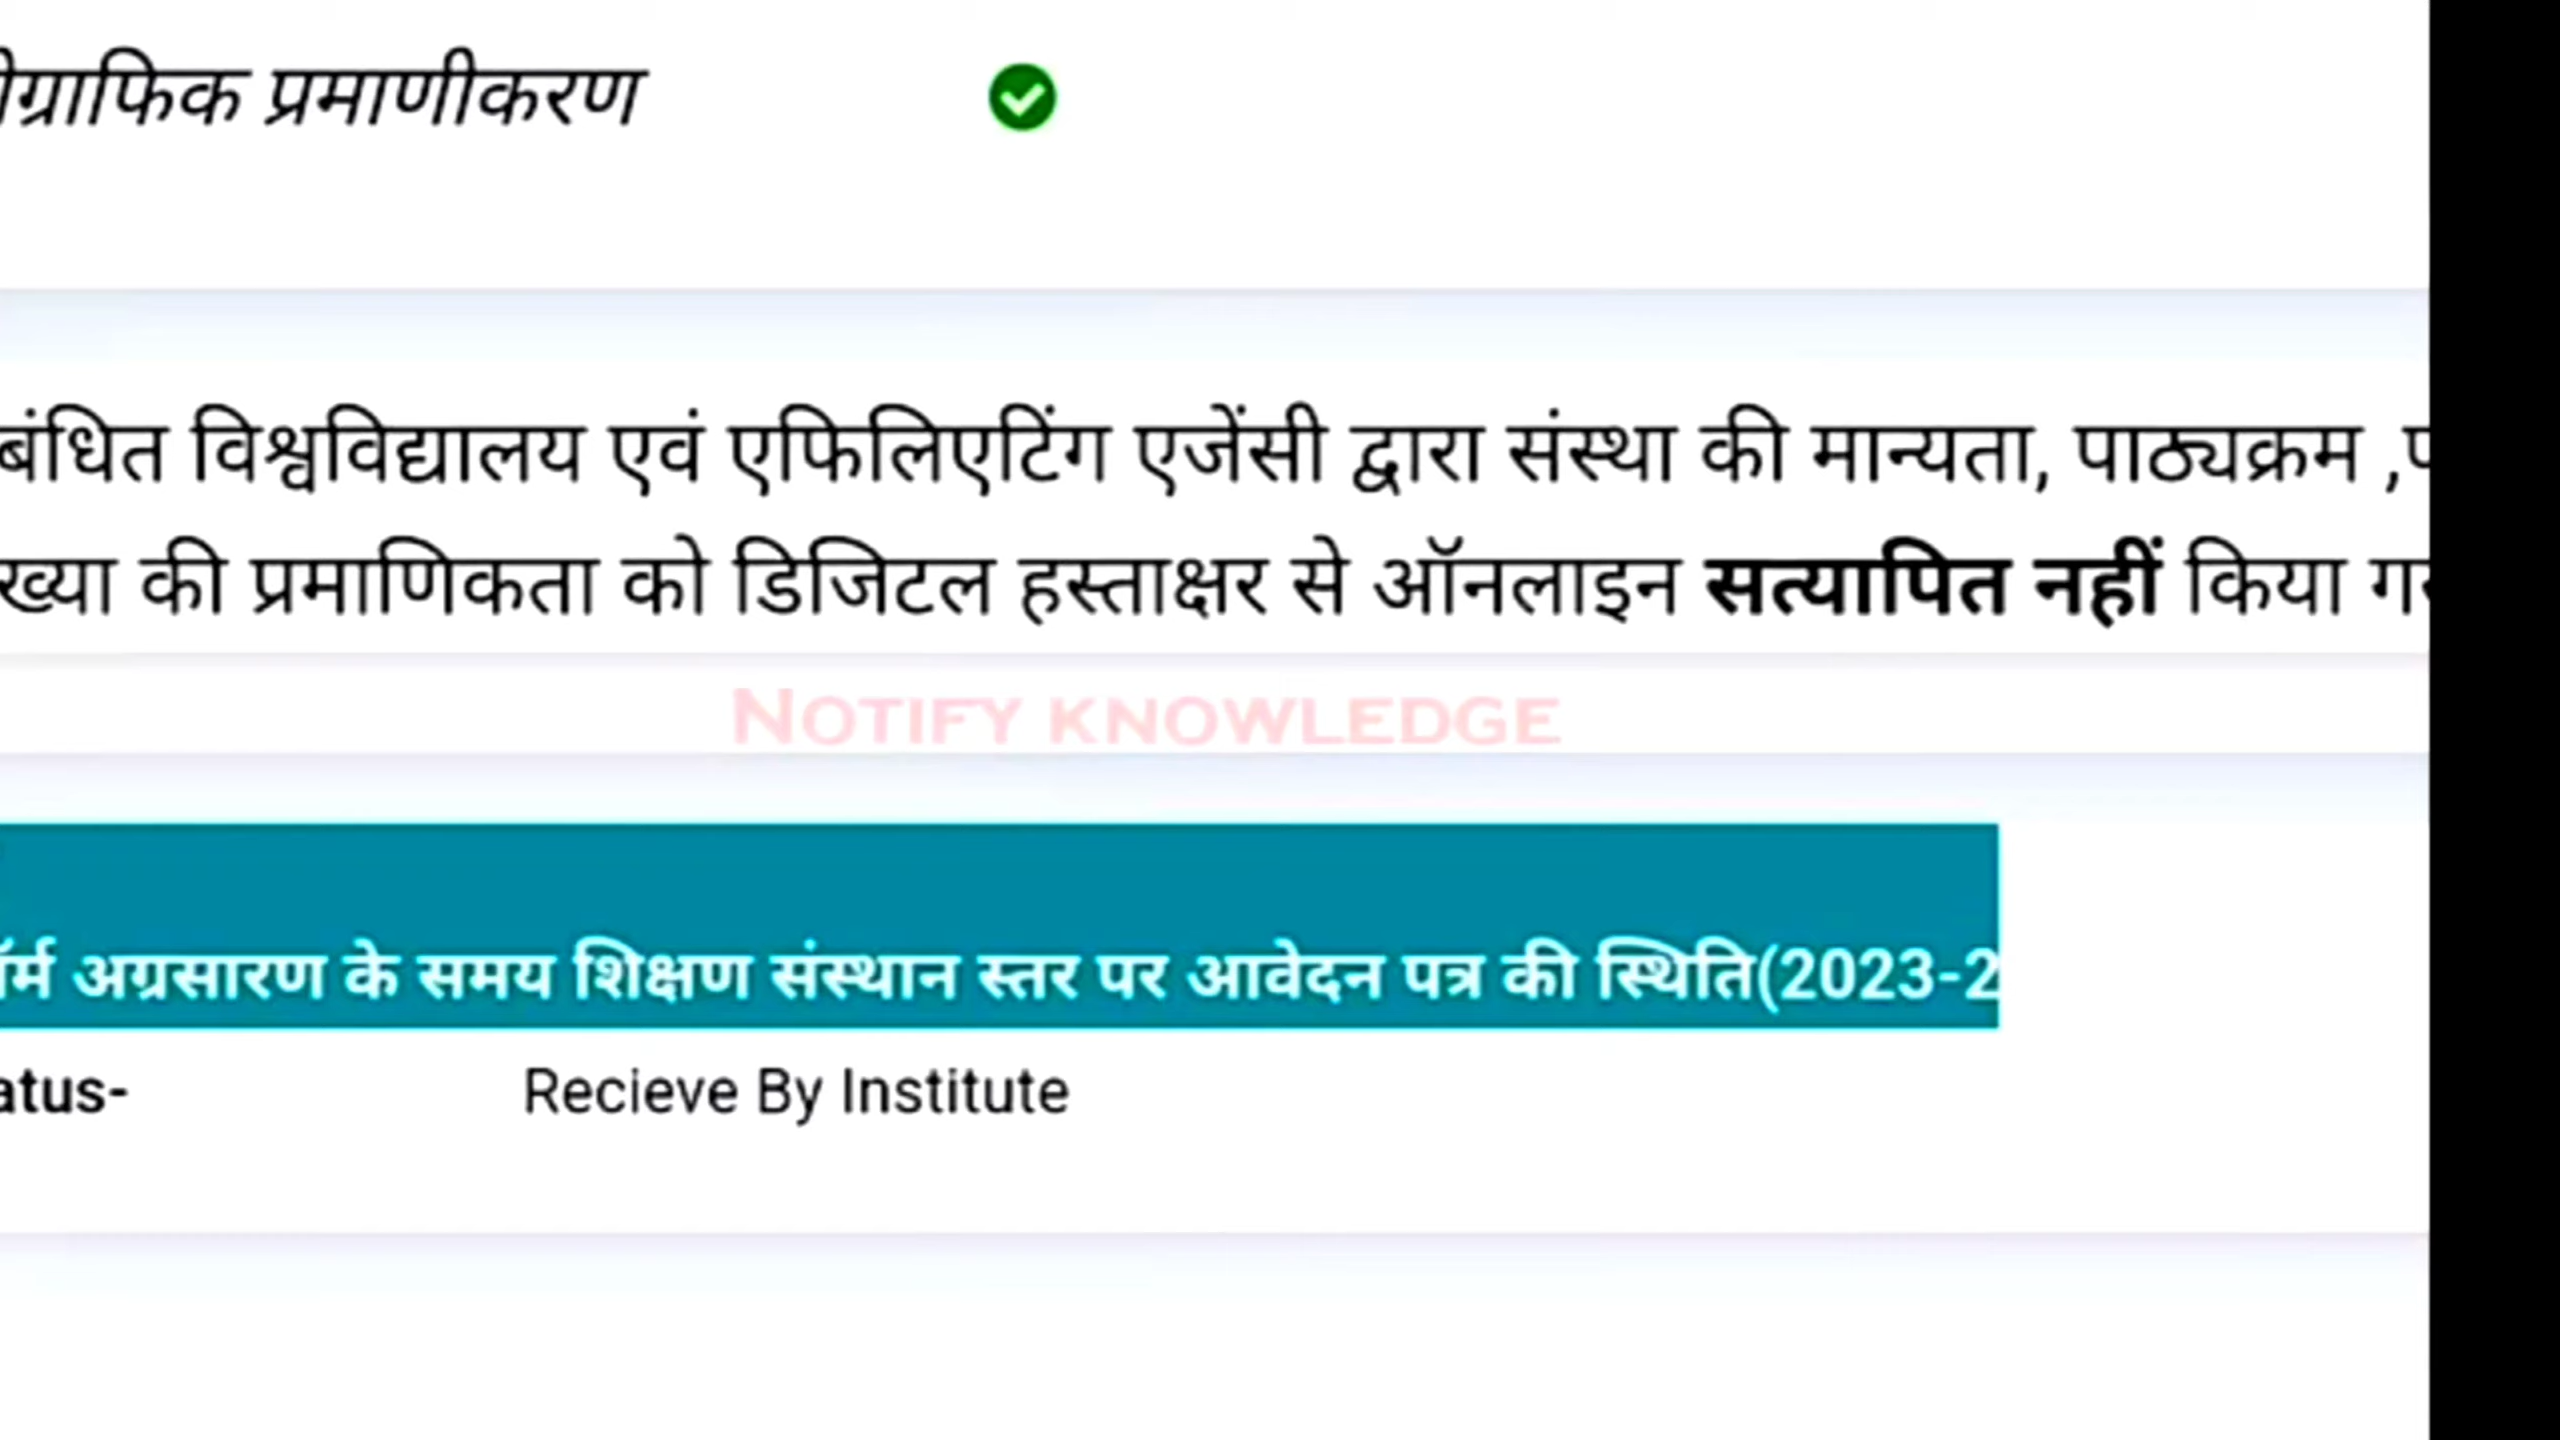 प्रमाणीकरण
विश्वविद्यालय एवं एफिलिएटिंग एजेंसी द्वारा संस्था की मान्यता, पाठ्यक्रम ,
की प्रमाणिकता को डिजिटल हस्ताक्षर से ऑनलाइन सत्यापित नहीं किया
NOTIFY KNOWLEDGE
अग्रसारण के समय शिक्षण संस्थान स्तर पर आवेदन पत्र की स्थिति(2023-2
atus- Recieve By Institute